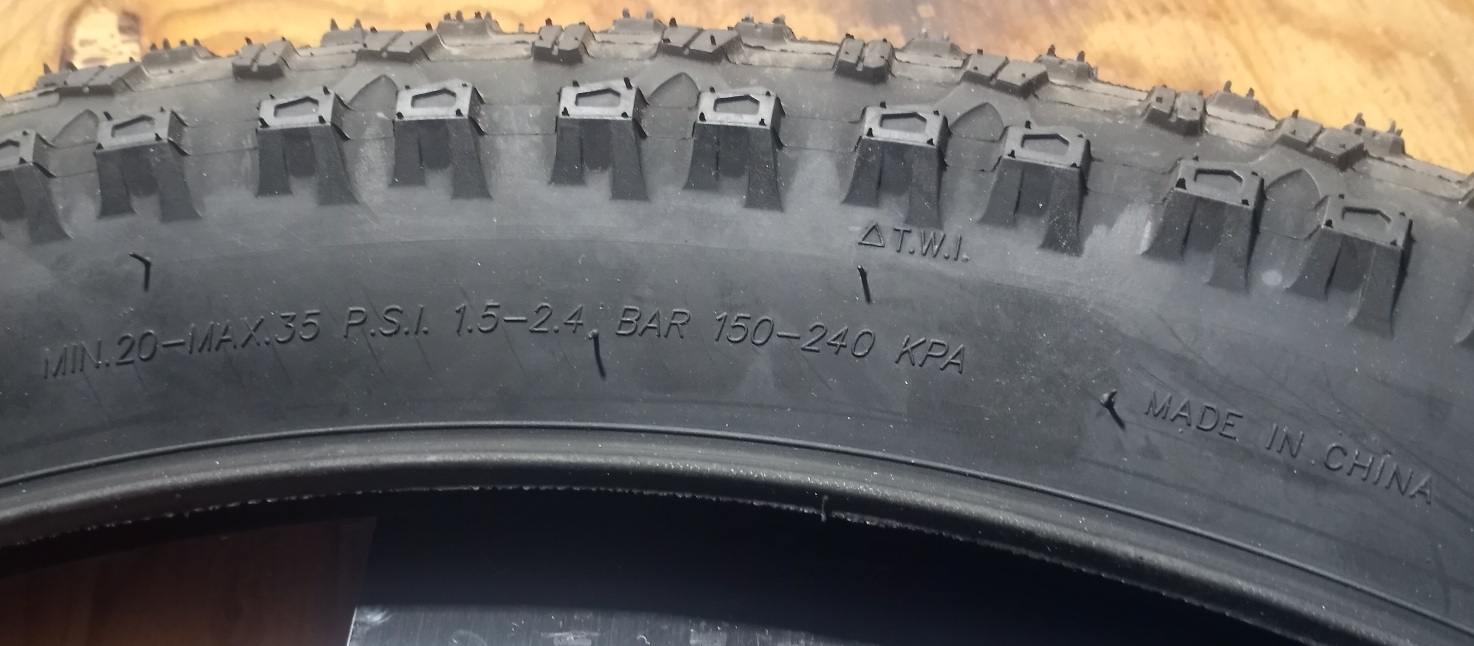 △T.W.I.
MIN.20-MAX.35 P.S.I. 1.5-2.4 BAR 150-240 KPA
MADE IN CHINA